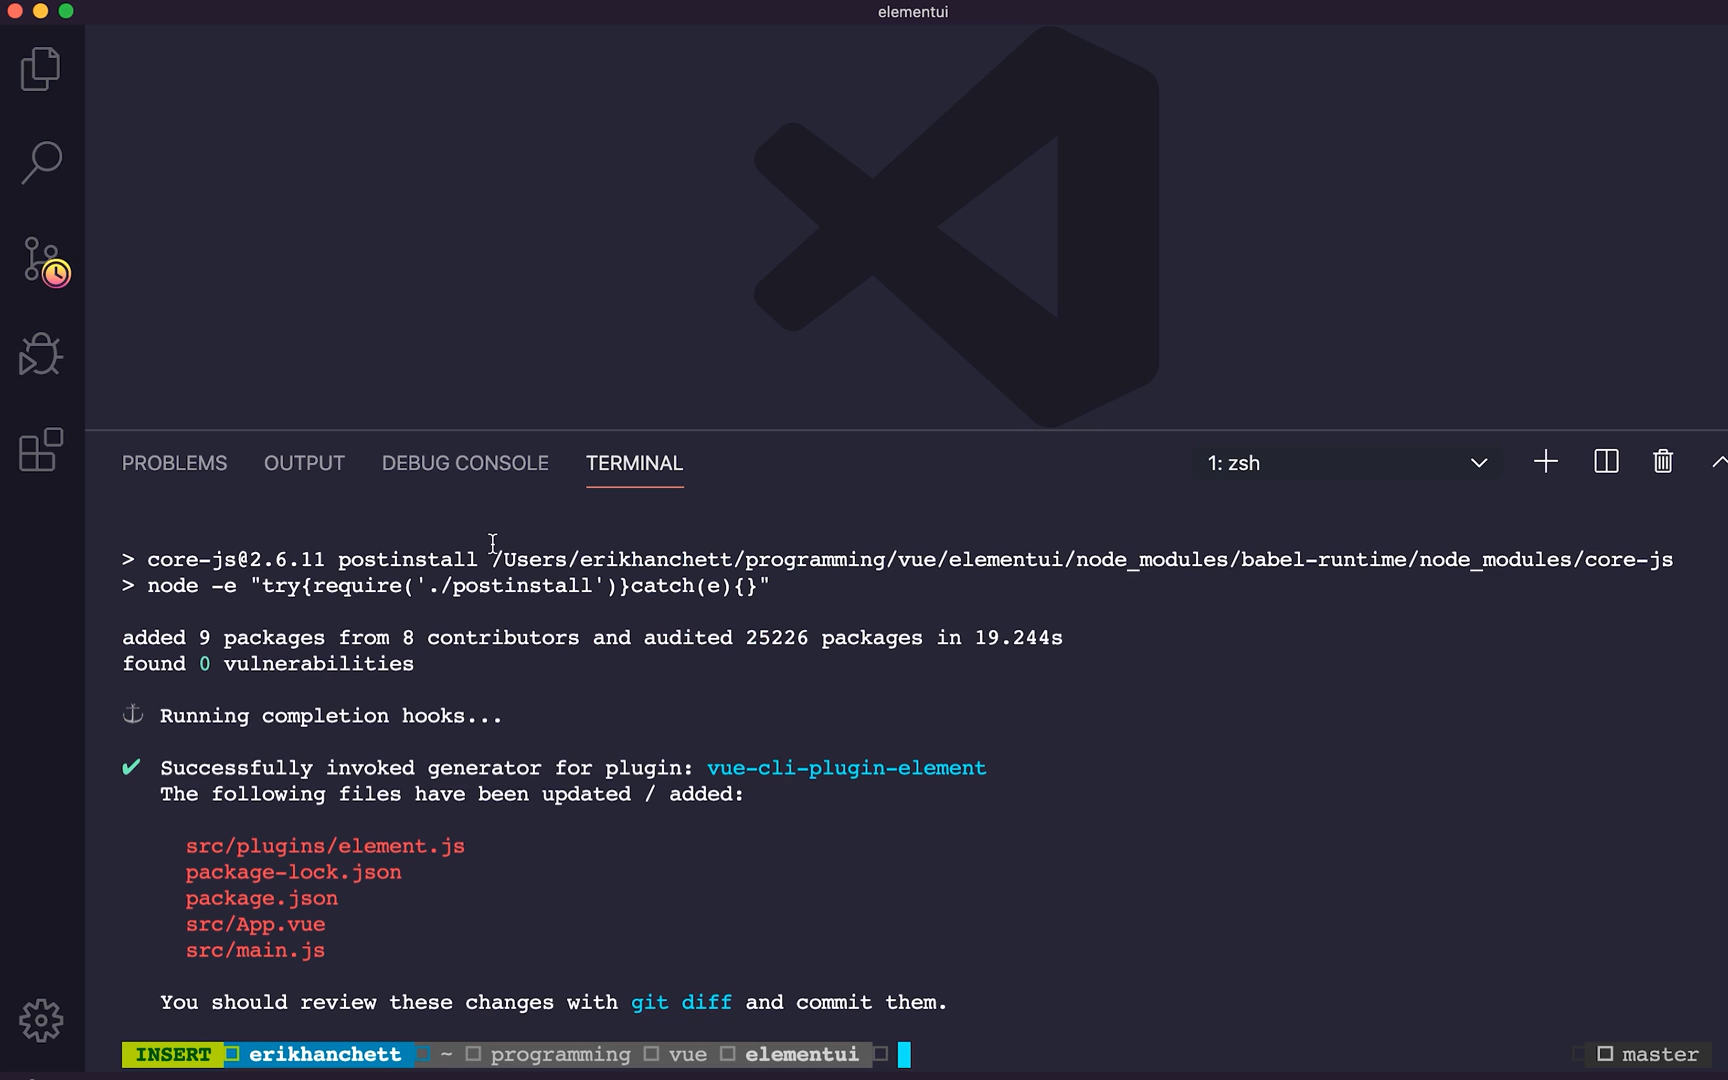 elementui
PROBLEMS OUTPUT DEBUG CONSOLE TERMINAL 1: zsh
> core-js@2.6.11 postinstall /Users/erikhanchett/programming/vue/elementui/node_modules/babel-runtime/node_modules/core-js
> node -e "try{require('./postinstall')}catch(e){}"
added 9 packages from 8 contributors and audited 25226 packages in 19.244s
found 0 vulnerabilities
Running completion hooks...
✔ Successfully invoked generator for plugin: vue-cli-plugin-element
The following files have been updated / added:
src/plugins/element.js
package-lock.json
package.json
src/App.vue
src/main.js
You should review these changes with git diff and commit them.
INSERT erikhanchett ~ programming vue elementui master